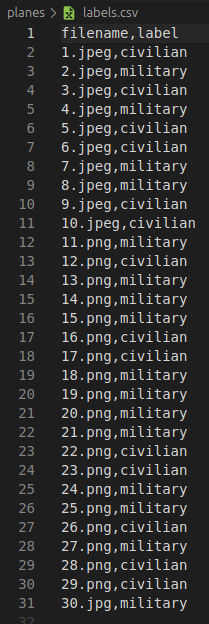 planes > labels.csv
1 filename,label
2 1.jpeg,civilian
3 2.jpeg,military
4 3.jpeg,civilian
5 4.jpeg,military
6 5.jpeg,civilian
7 6.jpeg,civilian
8 7.jpeg,military
9 8.jpeg,military
10 9.jpeg,civilian
11 10.jpeg,civilian
12 11.png,military
13 12.png,civilian
14 13.png,military
15 14.png,military
16 15.png,military
17 16.png,civilian
18 17.png,civilian
19 18.png,military
20 19.png,military
21 20.png,military
22 21.png,military
23 22.png,civilian
24 23.png,civilian
25 24.png,military
26 25.png,military
27 26.png,civilian
28 27.png,military
29 28.png,civilian
30 29.png,civilian
31 30.jpg,military
32